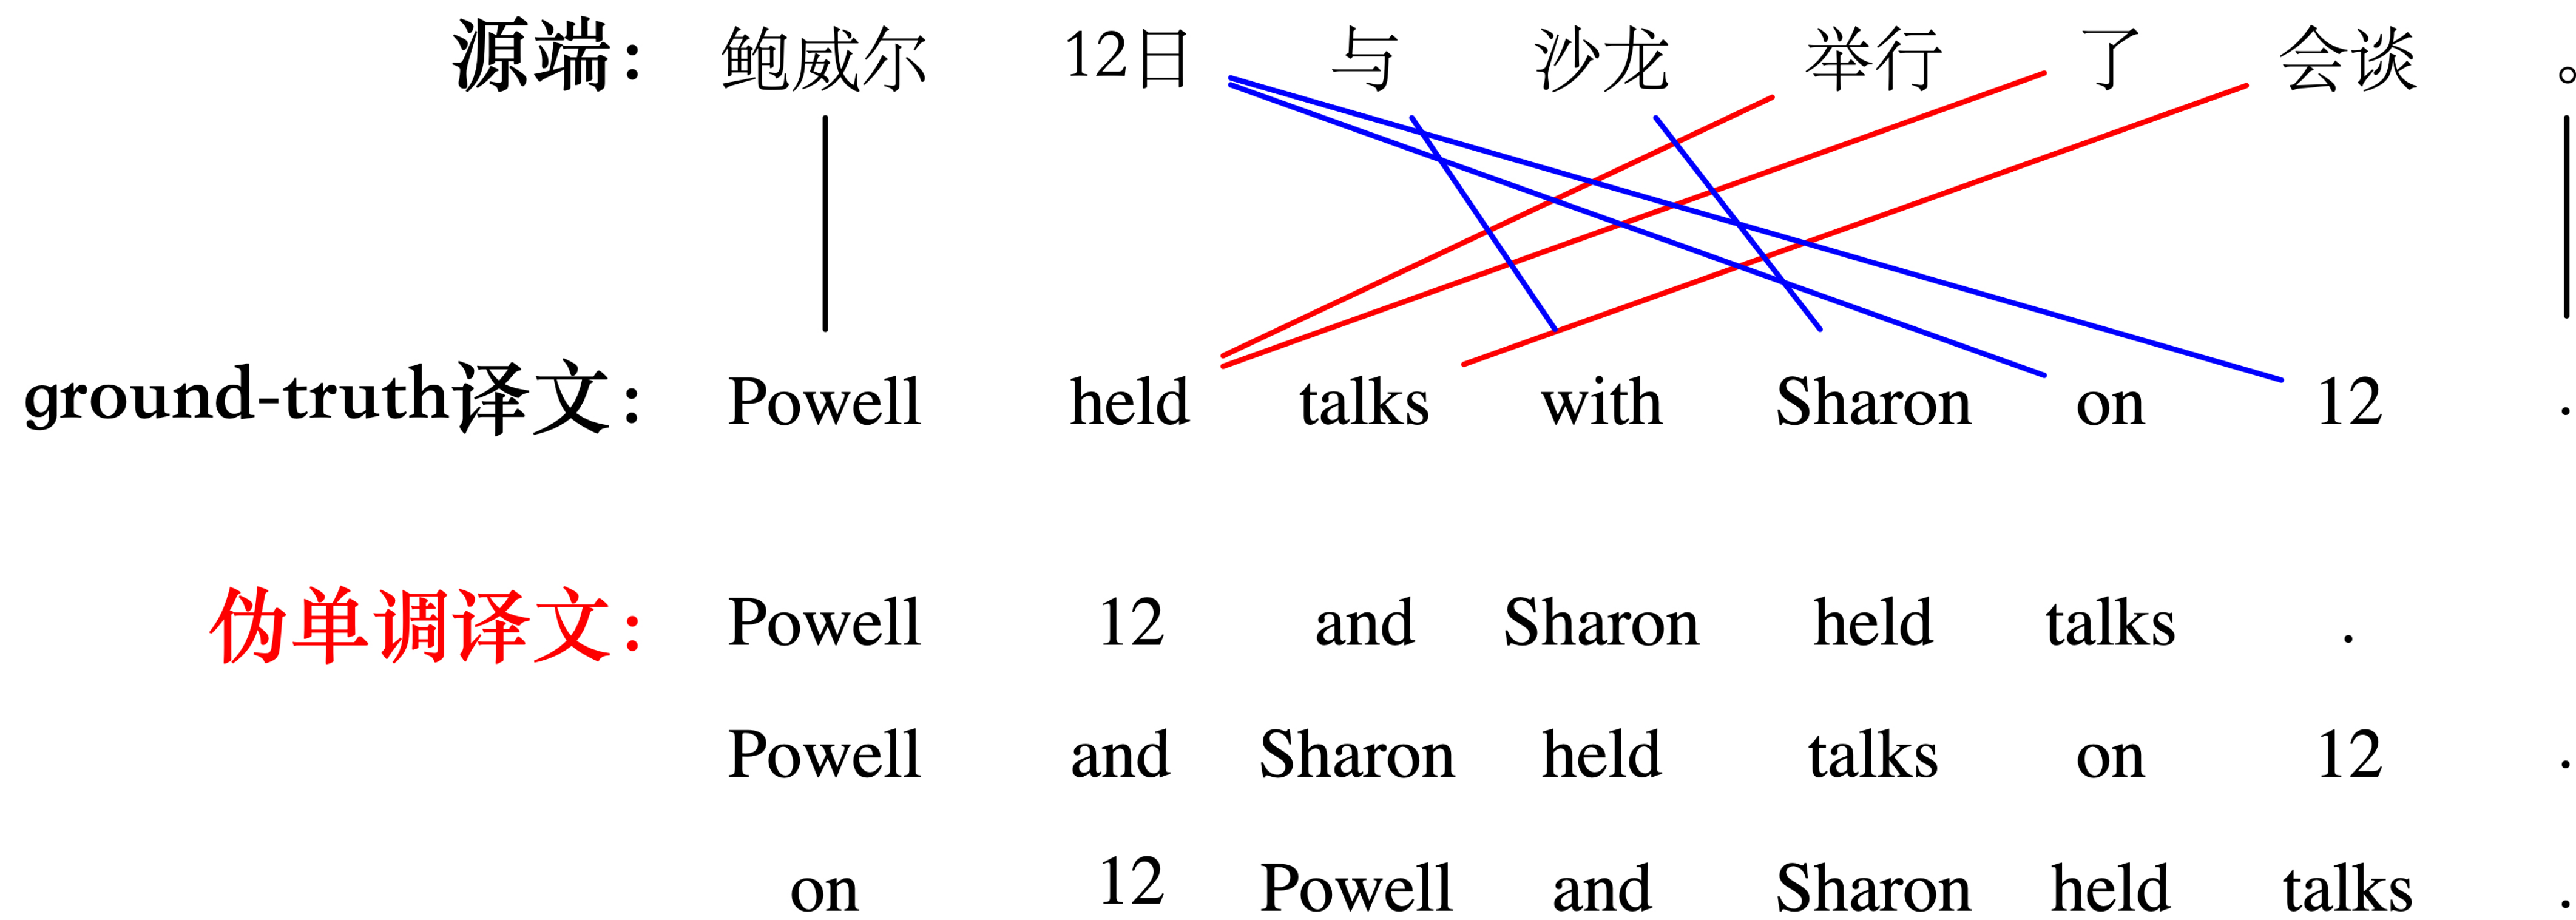 源端： 鲍威尔 12日 与 沙龙 举行 了 会谈 。
ground-truth译文： Powell held talks with Sharon on 12 .
伪单调译文： Powell 12 and Sharon held talks .
Powell and Sharon held talks on 12 .
on 12 Powell and Sharon held talks .